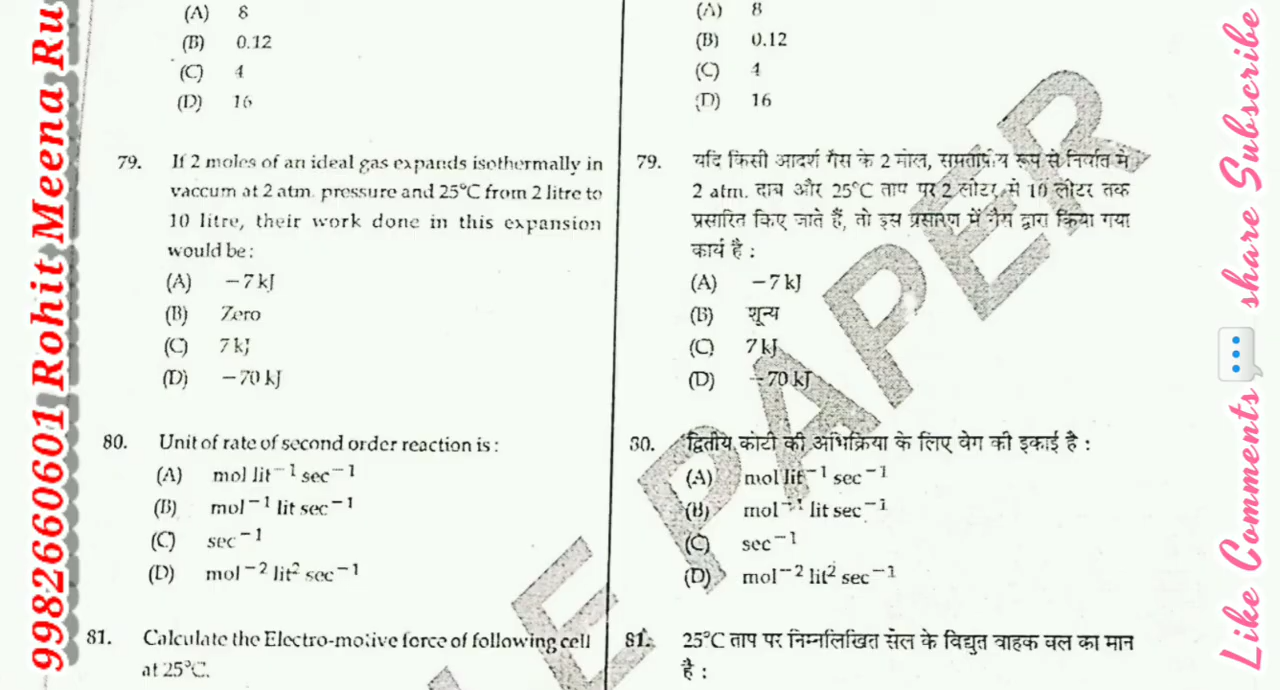 (A) 8
(B) 0.12
(C) 4
(D) 16
79. If 2 moles of an ideal gas expands isothermally in
vaccum at 2 atm. pressure and 25°C from 2 litre to
10 litre, their work done in this expansion
would be :
(A) −7 kJ
(B) Zero
(C) 7 kJ
(D) −70 kJ
80. Unit of rate of second order reaction is :
(A) mol lit⁻¹ sec⁻¹
(B) mol⁻¹ lit sec⁻¹
(C) sec⁻¹
(D) mol⁻² lit² sec⁻¹
81. Calculate the Electro-motive force of following cell
at 25°C.
(A) 8
(B) 0.12
(C) 4
(D) 16
79. यदि किसी आदर्श गैस के 2 मोल, समतापीय रूप से निर्वात में
2 atm. दाब और 25°C ताप पर 2 लीटर से 10 लीटर तक
प्रसारित किए जाते हैं, तो इस प्रसारण में गैस द्वारा किया गया
कार्य है :
(A) −7 kJ
(B) शून्य
(C) 7 kJ
(D) −70 kJ
80. द्वितीय कोटी की अभिक्रिया के लिए वेग की इकाई है :
(A) mol lit⁻¹ sec⁻¹
(B) mol⁻¹ lit sec⁻¹
(C) sec⁻¹
(D) mol⁻² lit² sec⁻¹
81. 25°C ताप पर निम्नलिखित सेल के विद्युत वाहक बल का मान
है :
9982660601 Rohit Meena Ru
Like Comments 💬 share Subscribe
LE PAPER